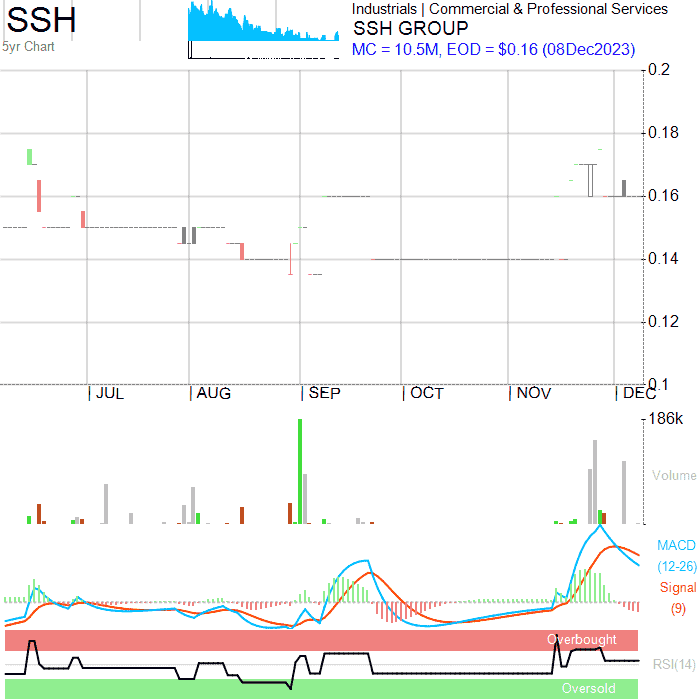 SSH
5yr Chart
Industrials | Commercial & Professional Services
SSH GROUP
MC = 10.5M, EOD = $0.16 (08Dec2023)
0.2
0.18
0.16
0.14
0.12
0.1
JUL AUG SEP OCT NOV DEC
186k
Volume
MACD
(12-26)
Signal
(9)
Overbought
RSI(14)
Oversold